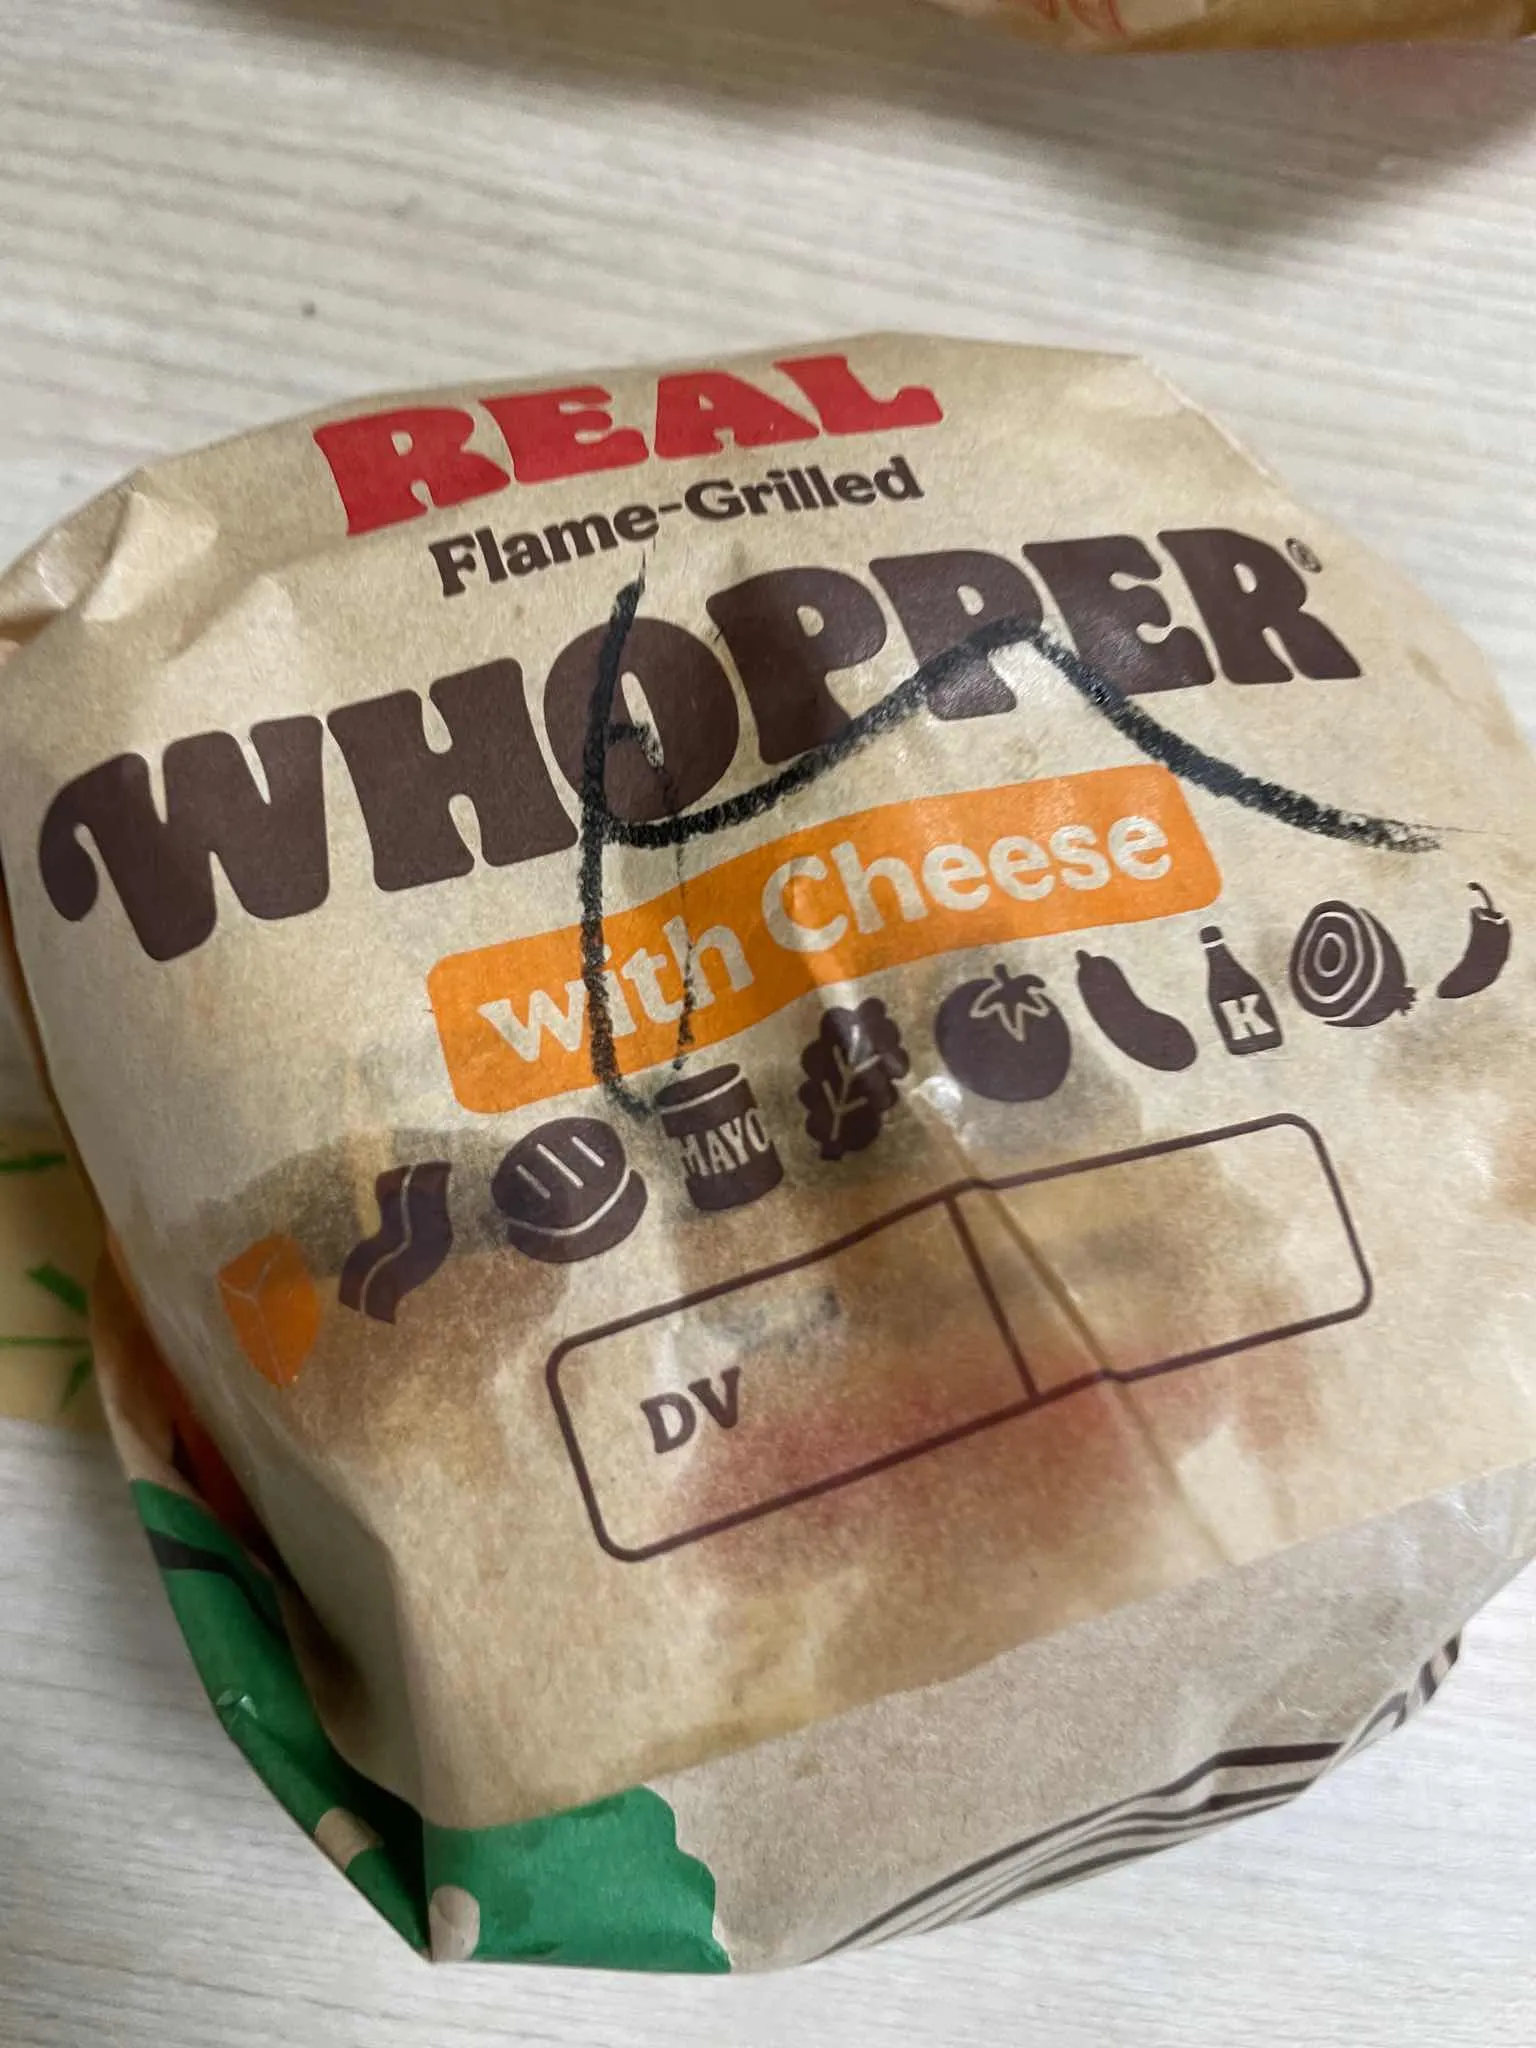 REAL
Flame-Grilled
WHOPPER®
with Cheese
MAYO
K
DV